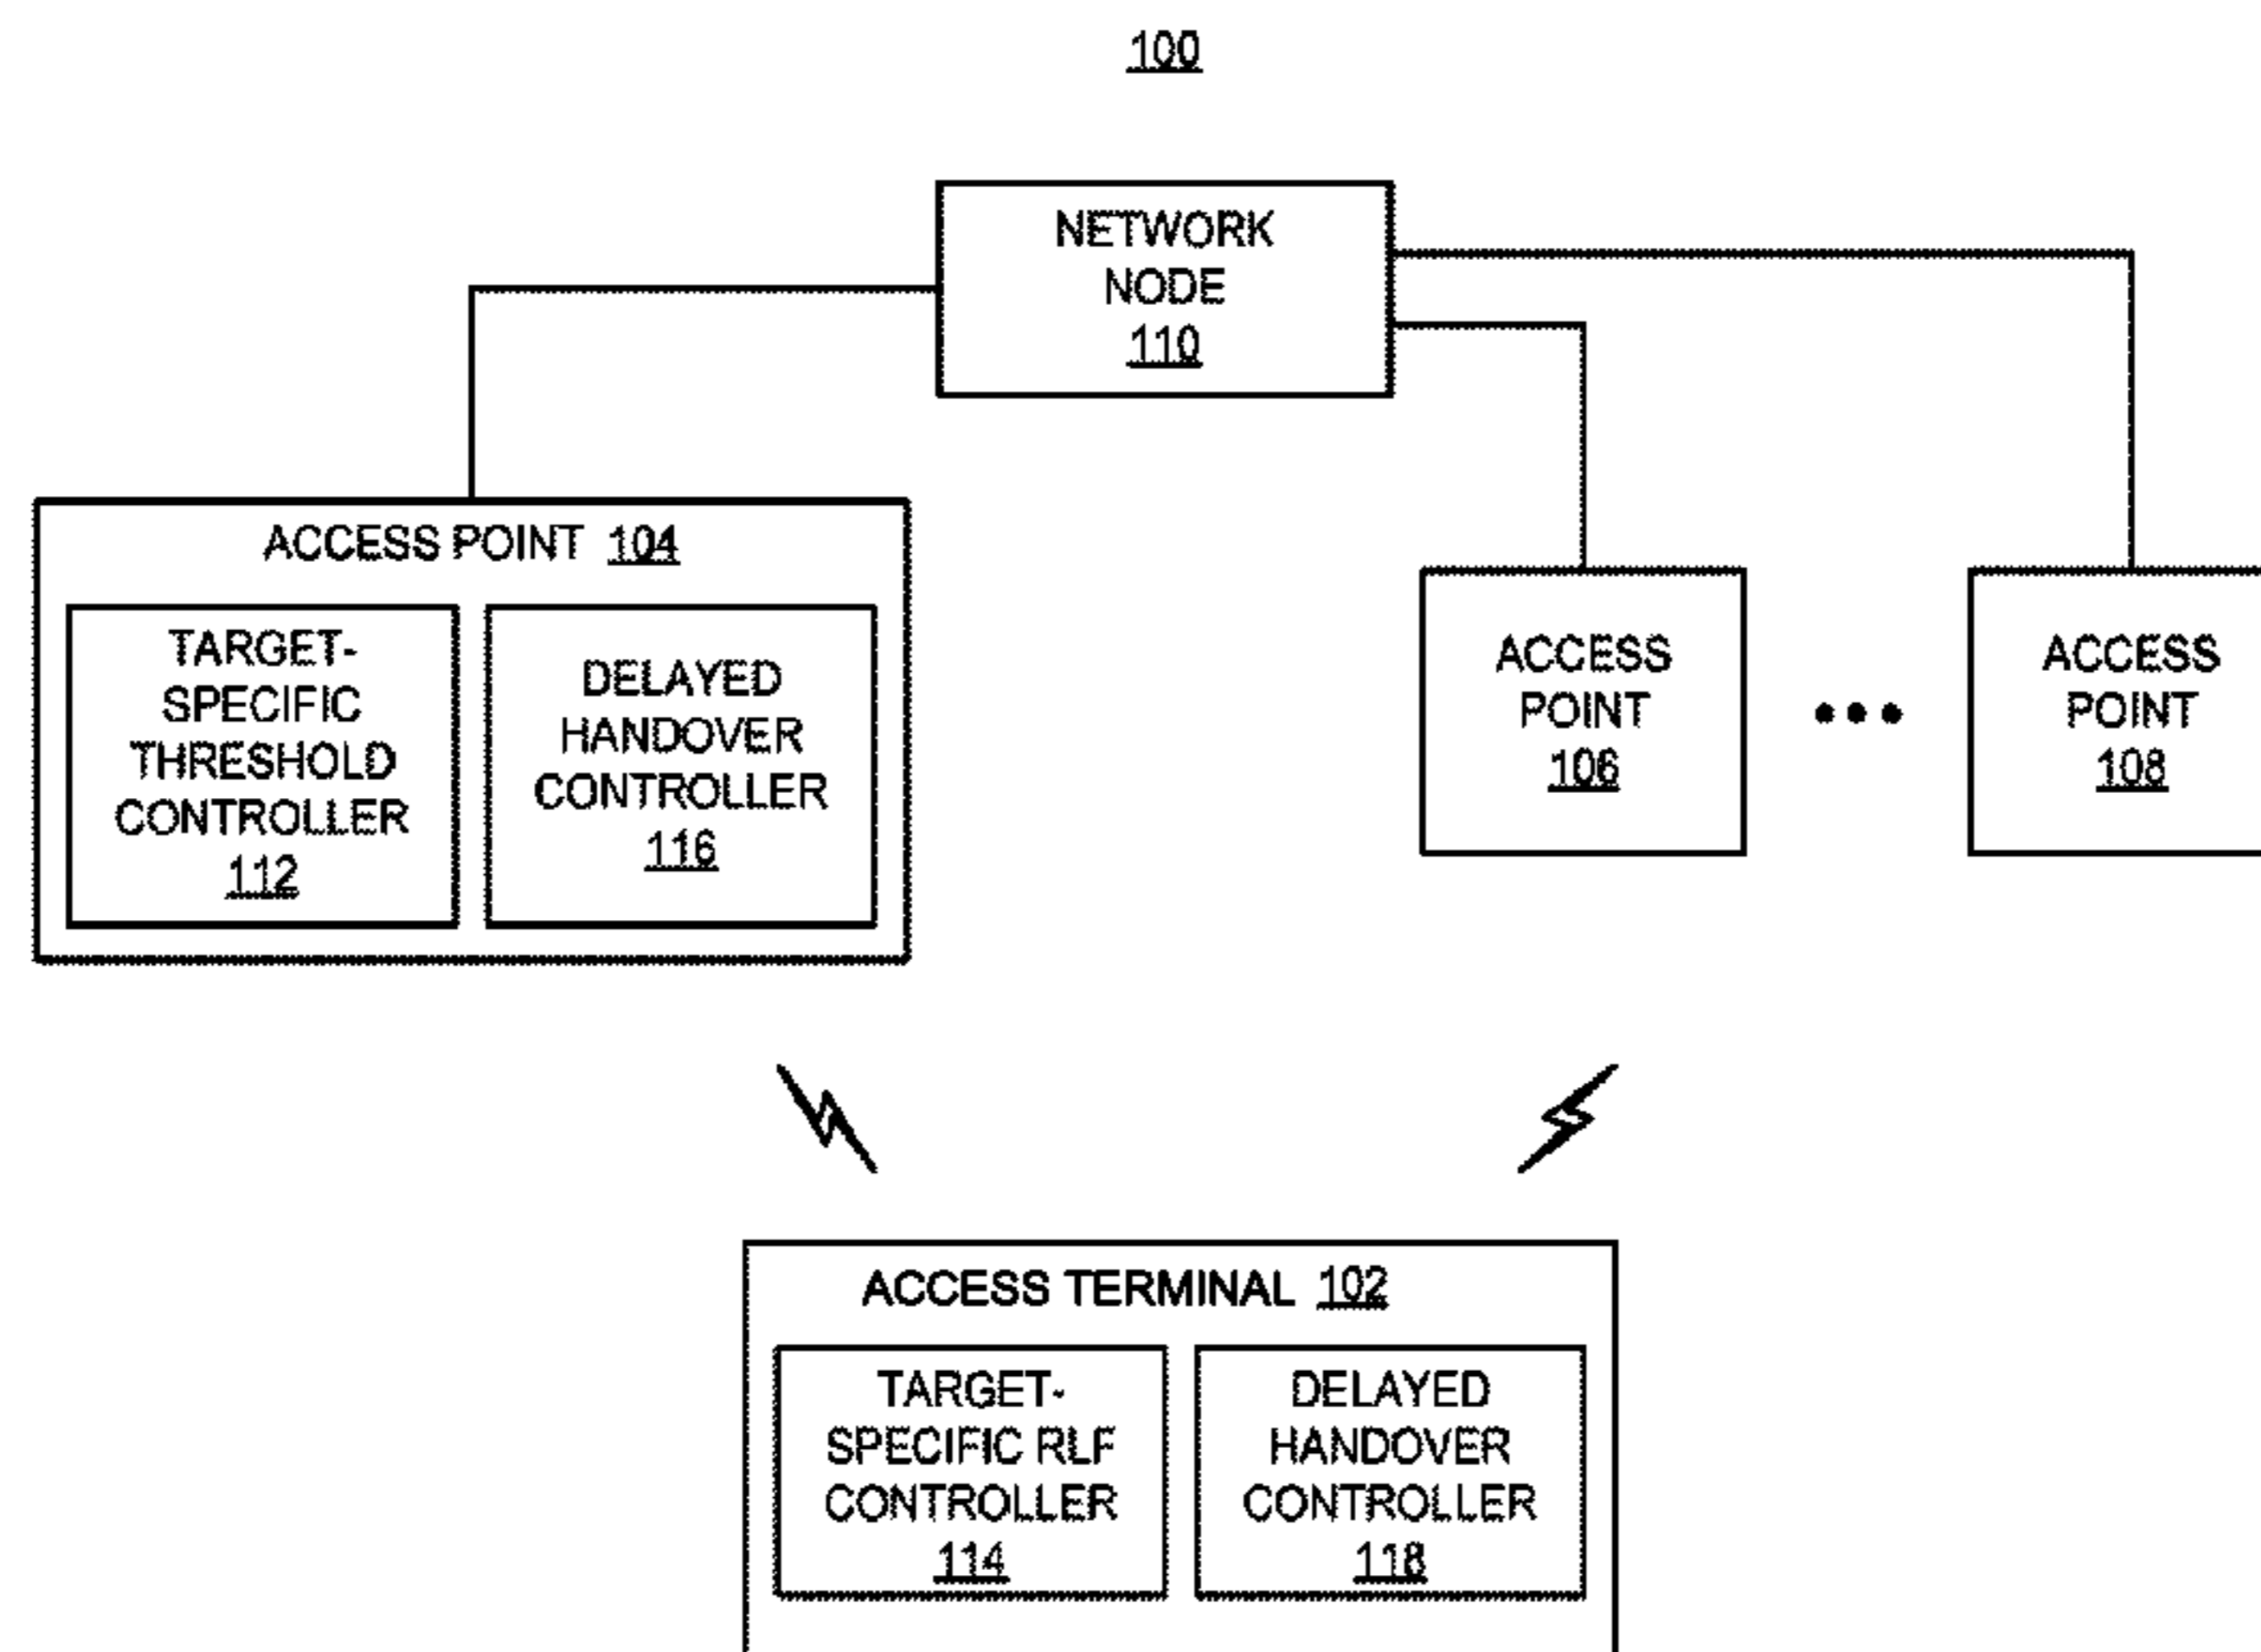 100
NETWORK
NODE
110
ACCESS POINT 104
TARGET-
SPECIFIC
THRESHOLD
CONTROLLER
112
DELAYED
HANDOVER
CONTROLLER
116
ACCESS
POINT
106
•••
ACCESS
POINT
108
ACCESS TERMINAL 102
TARGET-
SPECIFIC RLF
CONTROLLER
114
DELAYED
HANDOVER
CONTROLLER
118